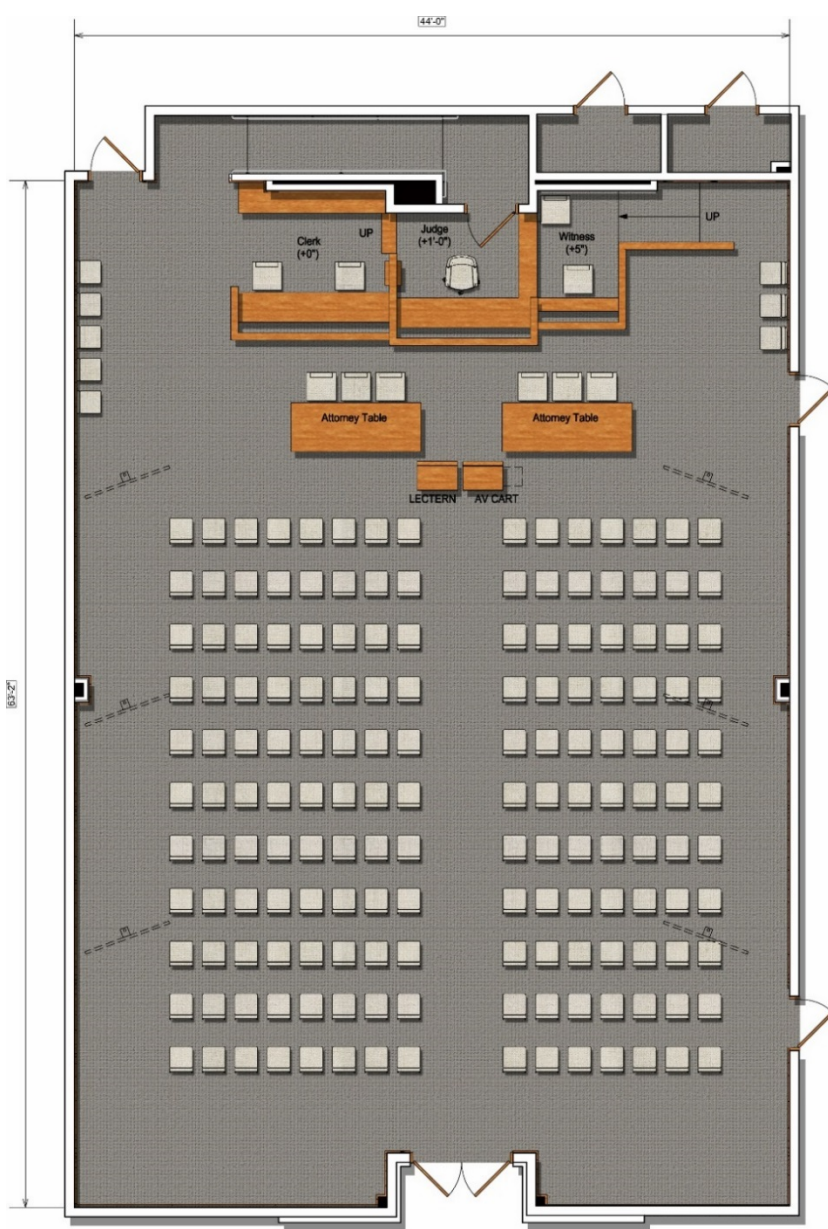 44'-0"
UP
Clerk
(+0")
UP
Judge
(+1'-0")
Witness
(+5")
Attorney Table
Attorney Table
LECTERN
AV CART
63'-2"